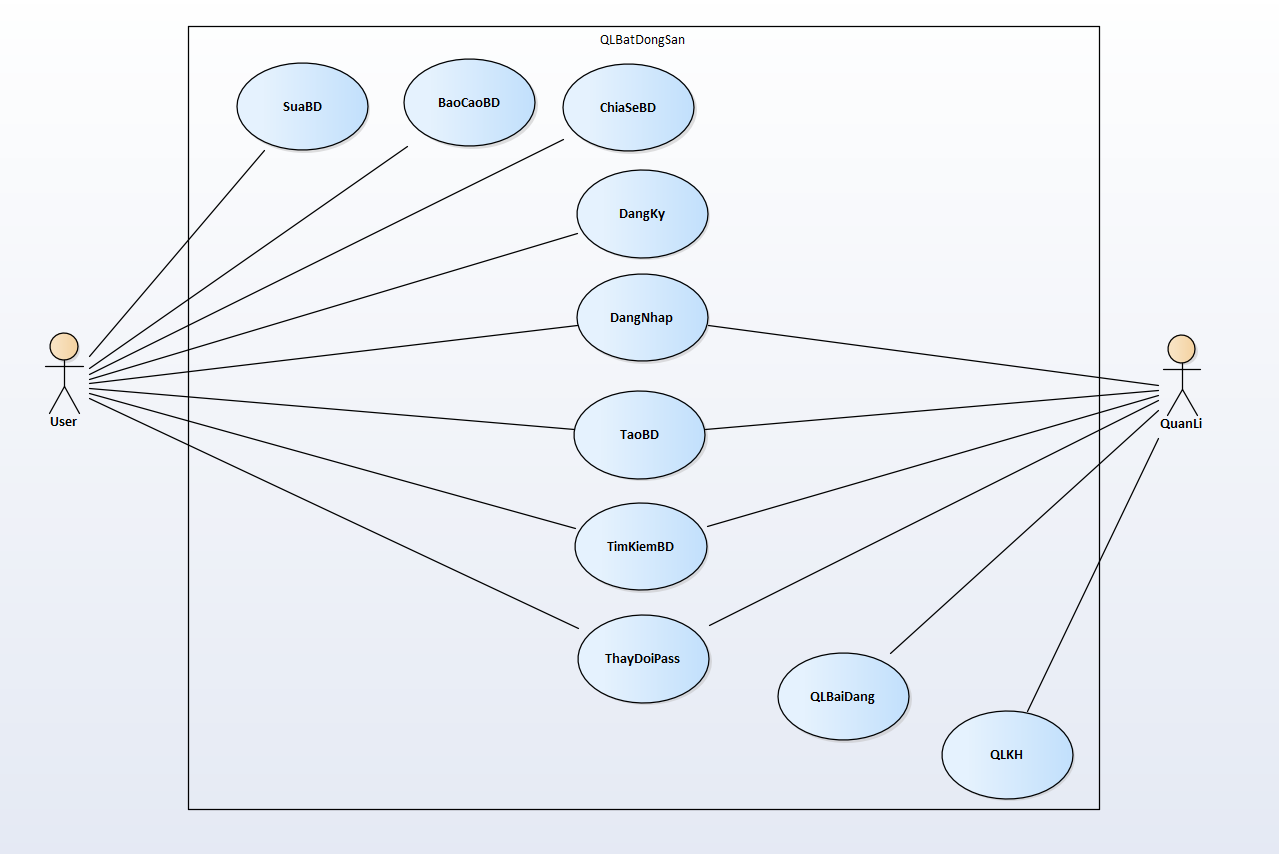 QLBatDongSan
SuaBD
BaoCaoBD
ChiaSeBD
DangKy
DangNhap
User
QuanLi
TaoBD
TimKiemBD
ThayDoiPass
QLBaiDang
QLKH